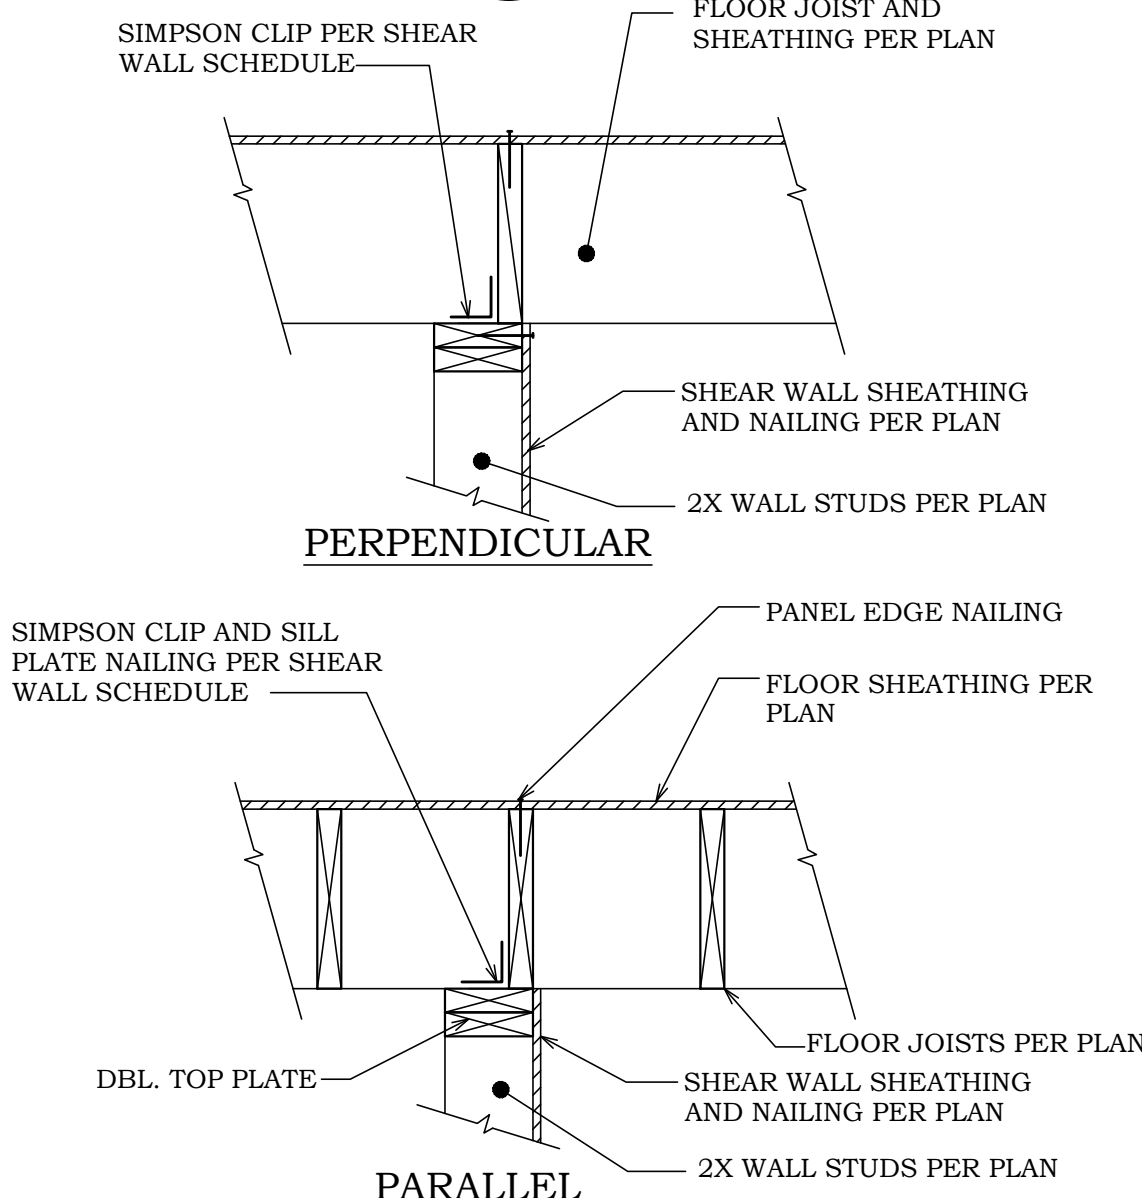 SIMPSON CLIP PER SHEAR
WALL SCHEDULE
FLOOR JOIST AND
SHEATHING PER PLAN
SHEAR WALL SHEATHING
AND NAILING PER PLAN
2X WALL STUDS PER PLAN
PERPENDICULAR
SIMPSON CLIP AND SILL
PLATE NAILING PER SHEAR
WALL SCHEDULE
PANEL EDGE NAILING
FLOOR SHEATHING PER
PLAN
FLOOR JOISTS PER PLAN
DBL. TOP PLATE
SHEAR WALL SHEATHING
AND NAILING PER PLAN
2X WALL STUDS PER PLAN
PARALLEL